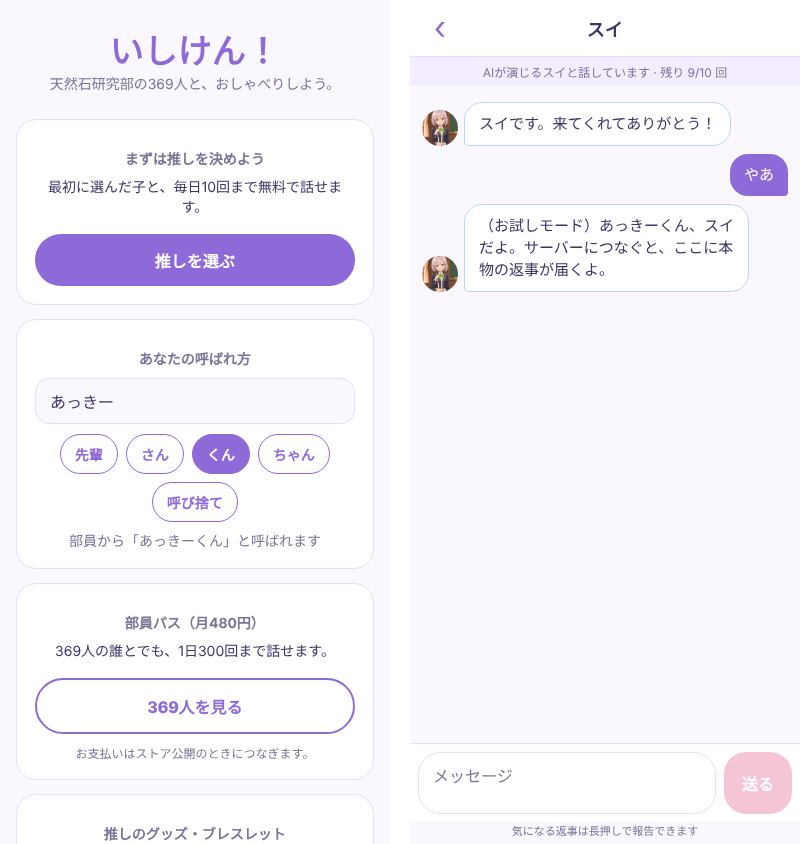 いしけん！
天然石研究部の369人と、おしゃべりしよう。
まずは推しを決めよう
最初に選んだ子と、毎日10回まで無料で話せま
す。
推しを選ぶ
あなたの呼ばれ方
あっきー
先輩
さん
くん
ちゃん
呼び捨て
部員から「あっきーくん」と呼ばれます
部員パス（月480円）
369人の誰とでも、1日300回まで話せます。
369人を見る
お支払いはストア公開のときにつなぎます。
推しのグッズ・ブレスレット
スイ
AIが演じるスイと話しています · 残り 9/10 回
スイです。来てくれてありがとう！
やあ
（お試しモード）あっきーくん、スイ
だよ。サーバーにつなぐと、ここに本
物の返事が届くよ。
メッセージ
送る
気になる返事は長押しで報告できます